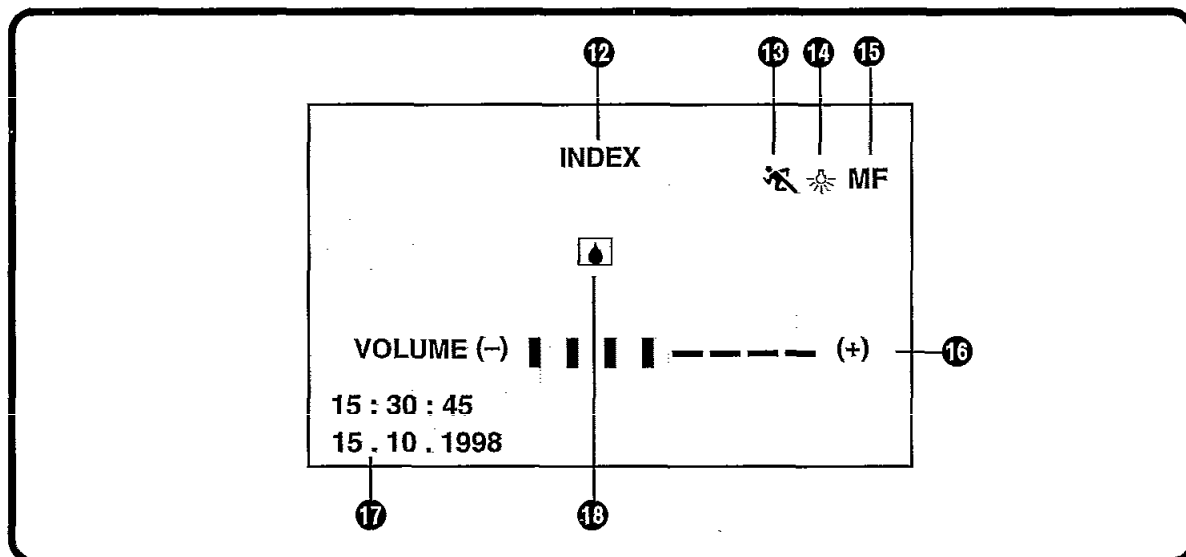 12 13 14 15
INDEX
MF
VOLUME (–) (+) 16
15 : 30 : 45
15 . 10 . 1998
17 18